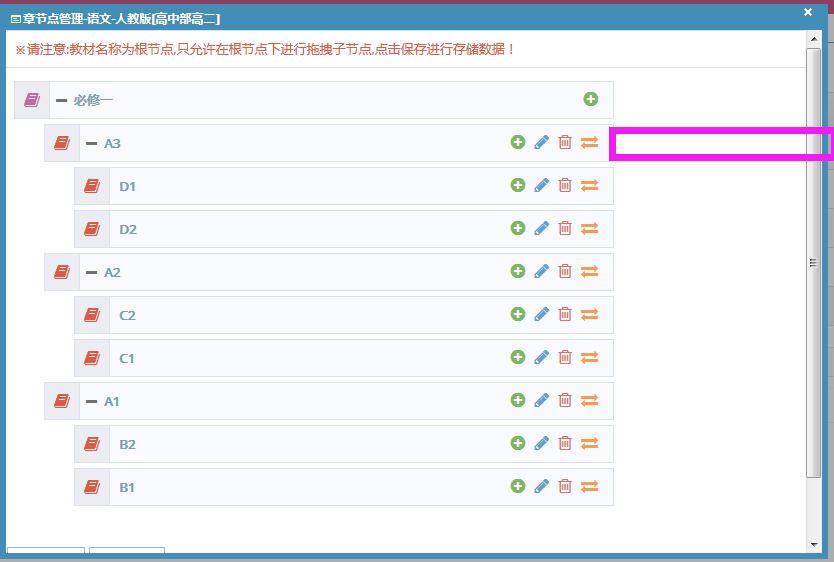 章节点管理-语文-人教版[高中部高二]
※请注意:教材名称为根节点,只允许在根节点下进行拖拽子节点,点击保存进行存储数据！
必修一
A3
D1
D2
A2
C2
C1
A1
B2
B1